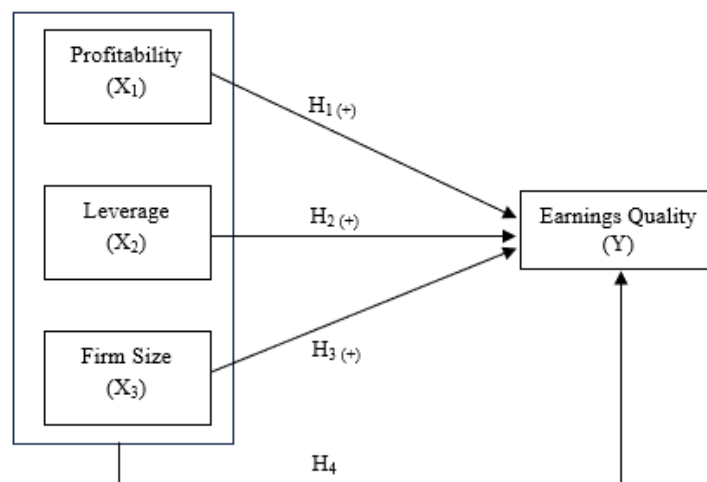 Profitability
(X₁)
H₁ (+)
Leverage
(X₂)
H₂ (+)
Earnings Quality
(Y)
Firm Size
(X₃)
H₃ (+)
H₄